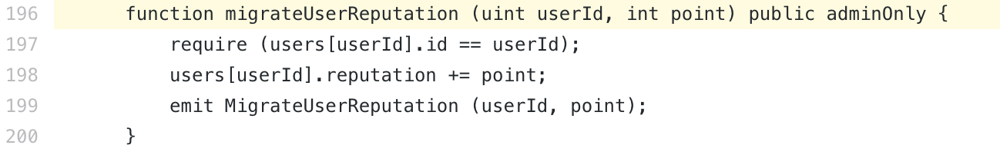 196 function migrateUserReputation (uint userId, int point) public adminOnly {
197 require (users[userId].id == userId);
198 users[userId].reputation += point;
199 emit MigrateUserReputation (userId, point);
200 }